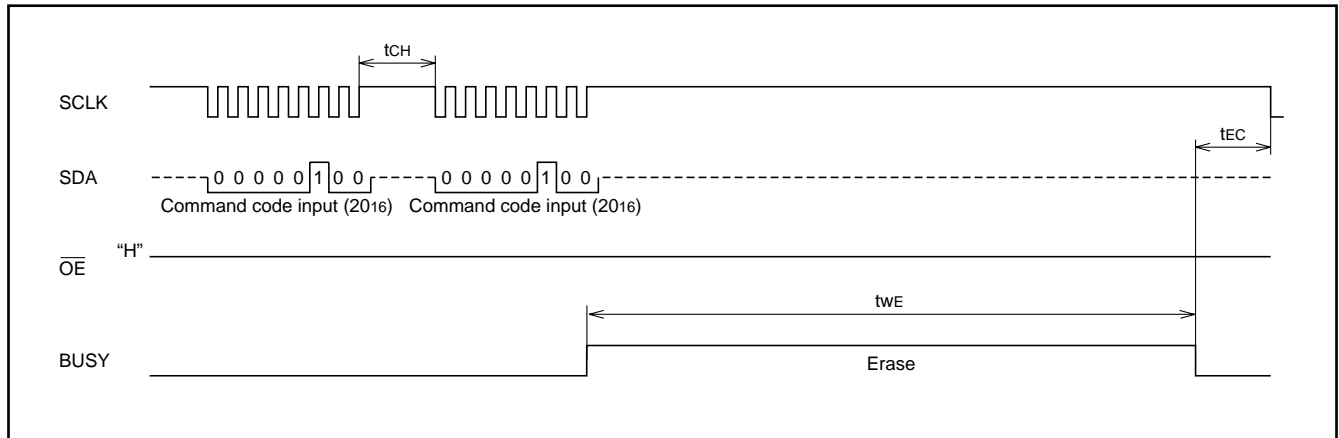 tCH
SCLK
tEC
SDA
0 0 0 0 0 1 0 0 0 0 0 0 0 1 0 0
Command code input (2016) Command code input (2016)
“H”
OE
twE
BUSY
Erase